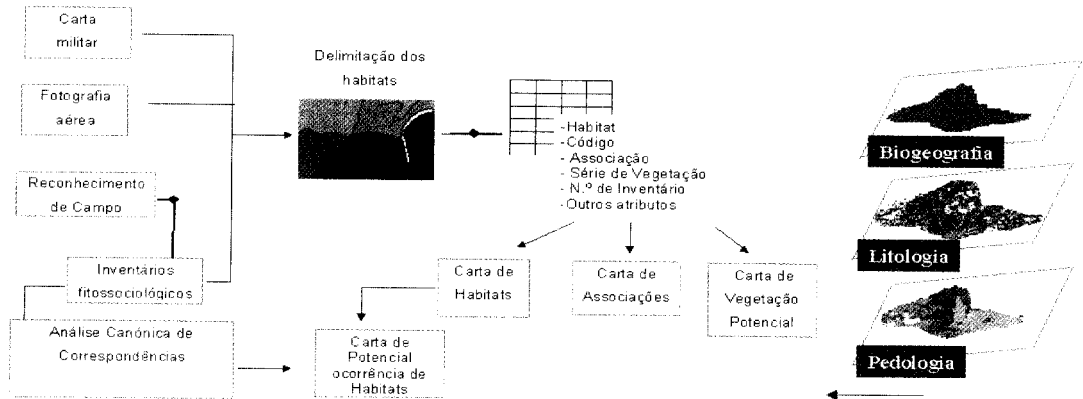 Carta
militar
Fotografia
aérea
Reconhecimento
de Campo
Inventários
fitossociológicos
Análise Canónica de
Correspondências
Delimitação dos
habitats
-Habitat
-Código
-Associação
-Série de Vegetação
-N.º de Inventário
-Outros atributos
Carta de
Habitats
Carta de
Associações
Carta de
Vegetação
Potencial
Carta de
Potencial
ocorrência de
Habitats
Biogeografia
Litologia
Pedologia